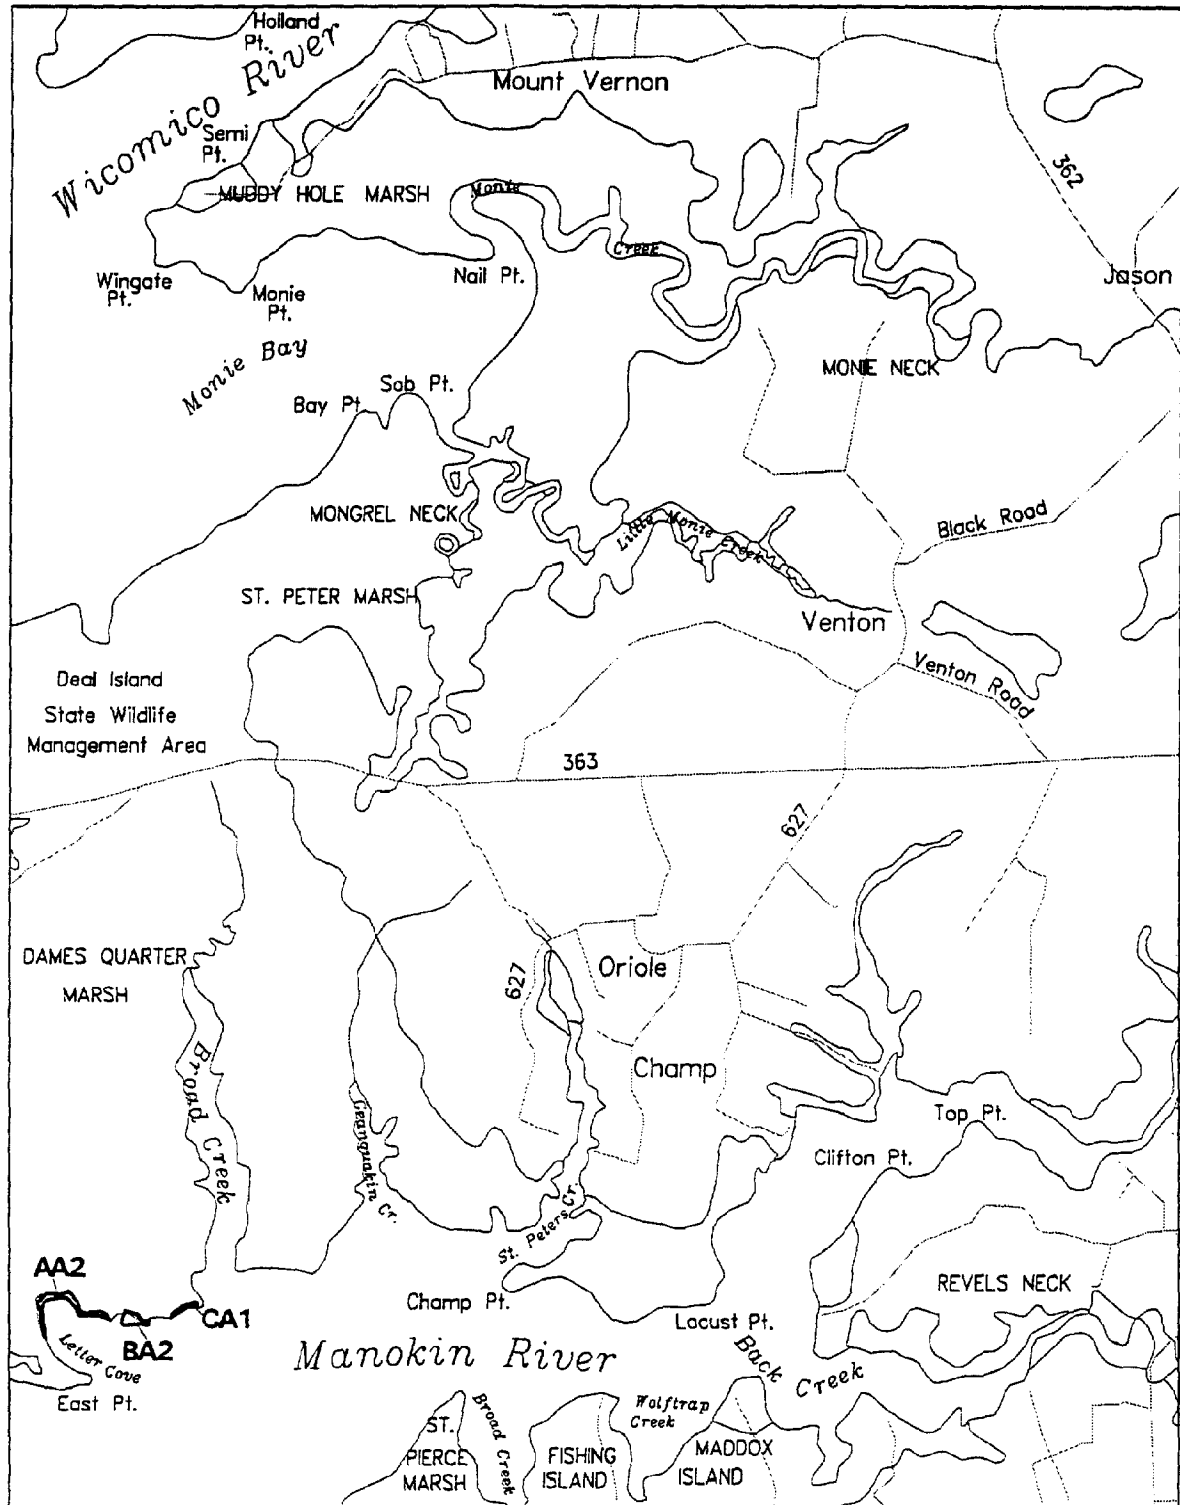 Holland
Pt.
Wicomico River
Mount Vernon
Semi
Pt.
362
MUDDY HOLE MARSH
Monie
Creek
Wingate
Pt.
Monie
Pt.
Nail Pt.
Jason
Monie Bay
MONIE NECK
Sob Pt.
Bay Pt.
MONGREL NECK
Black Road
Little Monie Creek
ST. PETER MARSH
Venton
Venton Road
Deal Island
State Wildlife
Management Area
363
627
DAMES QUARTER
MARSH
Oriole
627
Broad Creek
Champ
Geanquakin Cr.
Top Pt.
Clifton Pt.
St. Peters Cr.
AA2
CA1
BA2
REVELS NECK
Champ Pt.
Locust Pt.
Letter Cove
Manokin River
Back
Creek
East Pt.
ST.
PIERCE
MARSH
Broad Creek
FISHING
ISLAND
Wolftrap
Creek
MADDOX
ISLAND